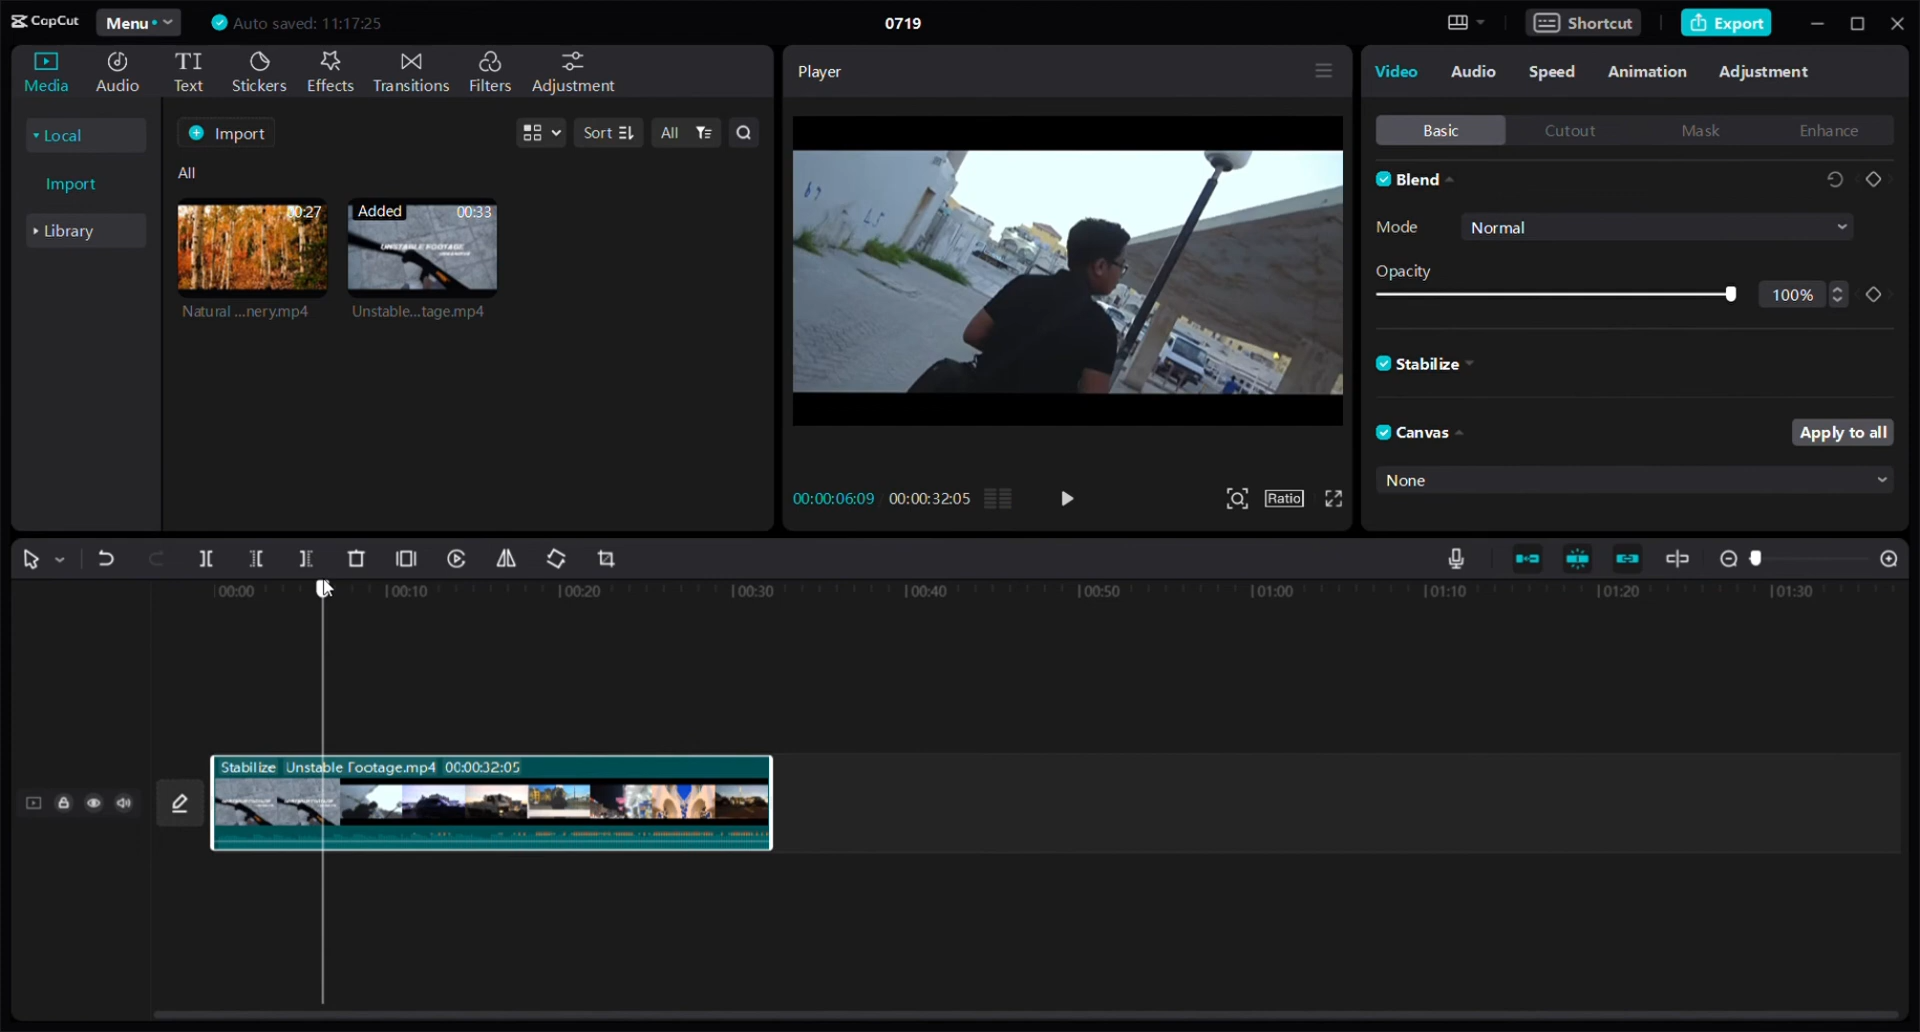 CapCut
Menu
Auto saved: 11:17:25
0719
Shortcut
Export
Media
Audio
Text
Stickers
Effects
Transitions
Filters
Adjustment
Local
Import
Library
Import
Sort
All
All
00:27
Natural ...nery.mp4
Added
00:33
UNSTABLE FOOTAGE
Unstable...tage.mp4
Player
00:00:06:09
00:00:32:05
Ratio
Video
Audio
Speed
Animation
Adjustment
Basic
Cutout
Mask
Enhance
Blend
Mode
Normal
Opacity
100%
Stabilize
Canvas
Apply to all
None
00:00
00:10
00:20
00:30
00:40
00:50
01:00
01:10
01:20
01:30
Stabilize Unstable Footage.mp4 00:00:32:05